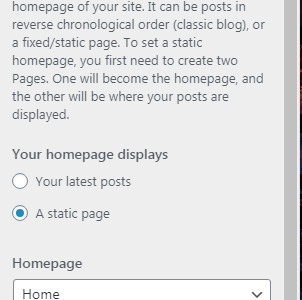 homepage of your site. It can be posts in
reverse chronological order (classic blog), or
a fixed/static page. To set a static
homepage, you first need to create two
Pages. One will become the homepage, and
the other will be where your posts are
displayed.
Your homepage displays
Your latest posts
A static page
Homepage
Home